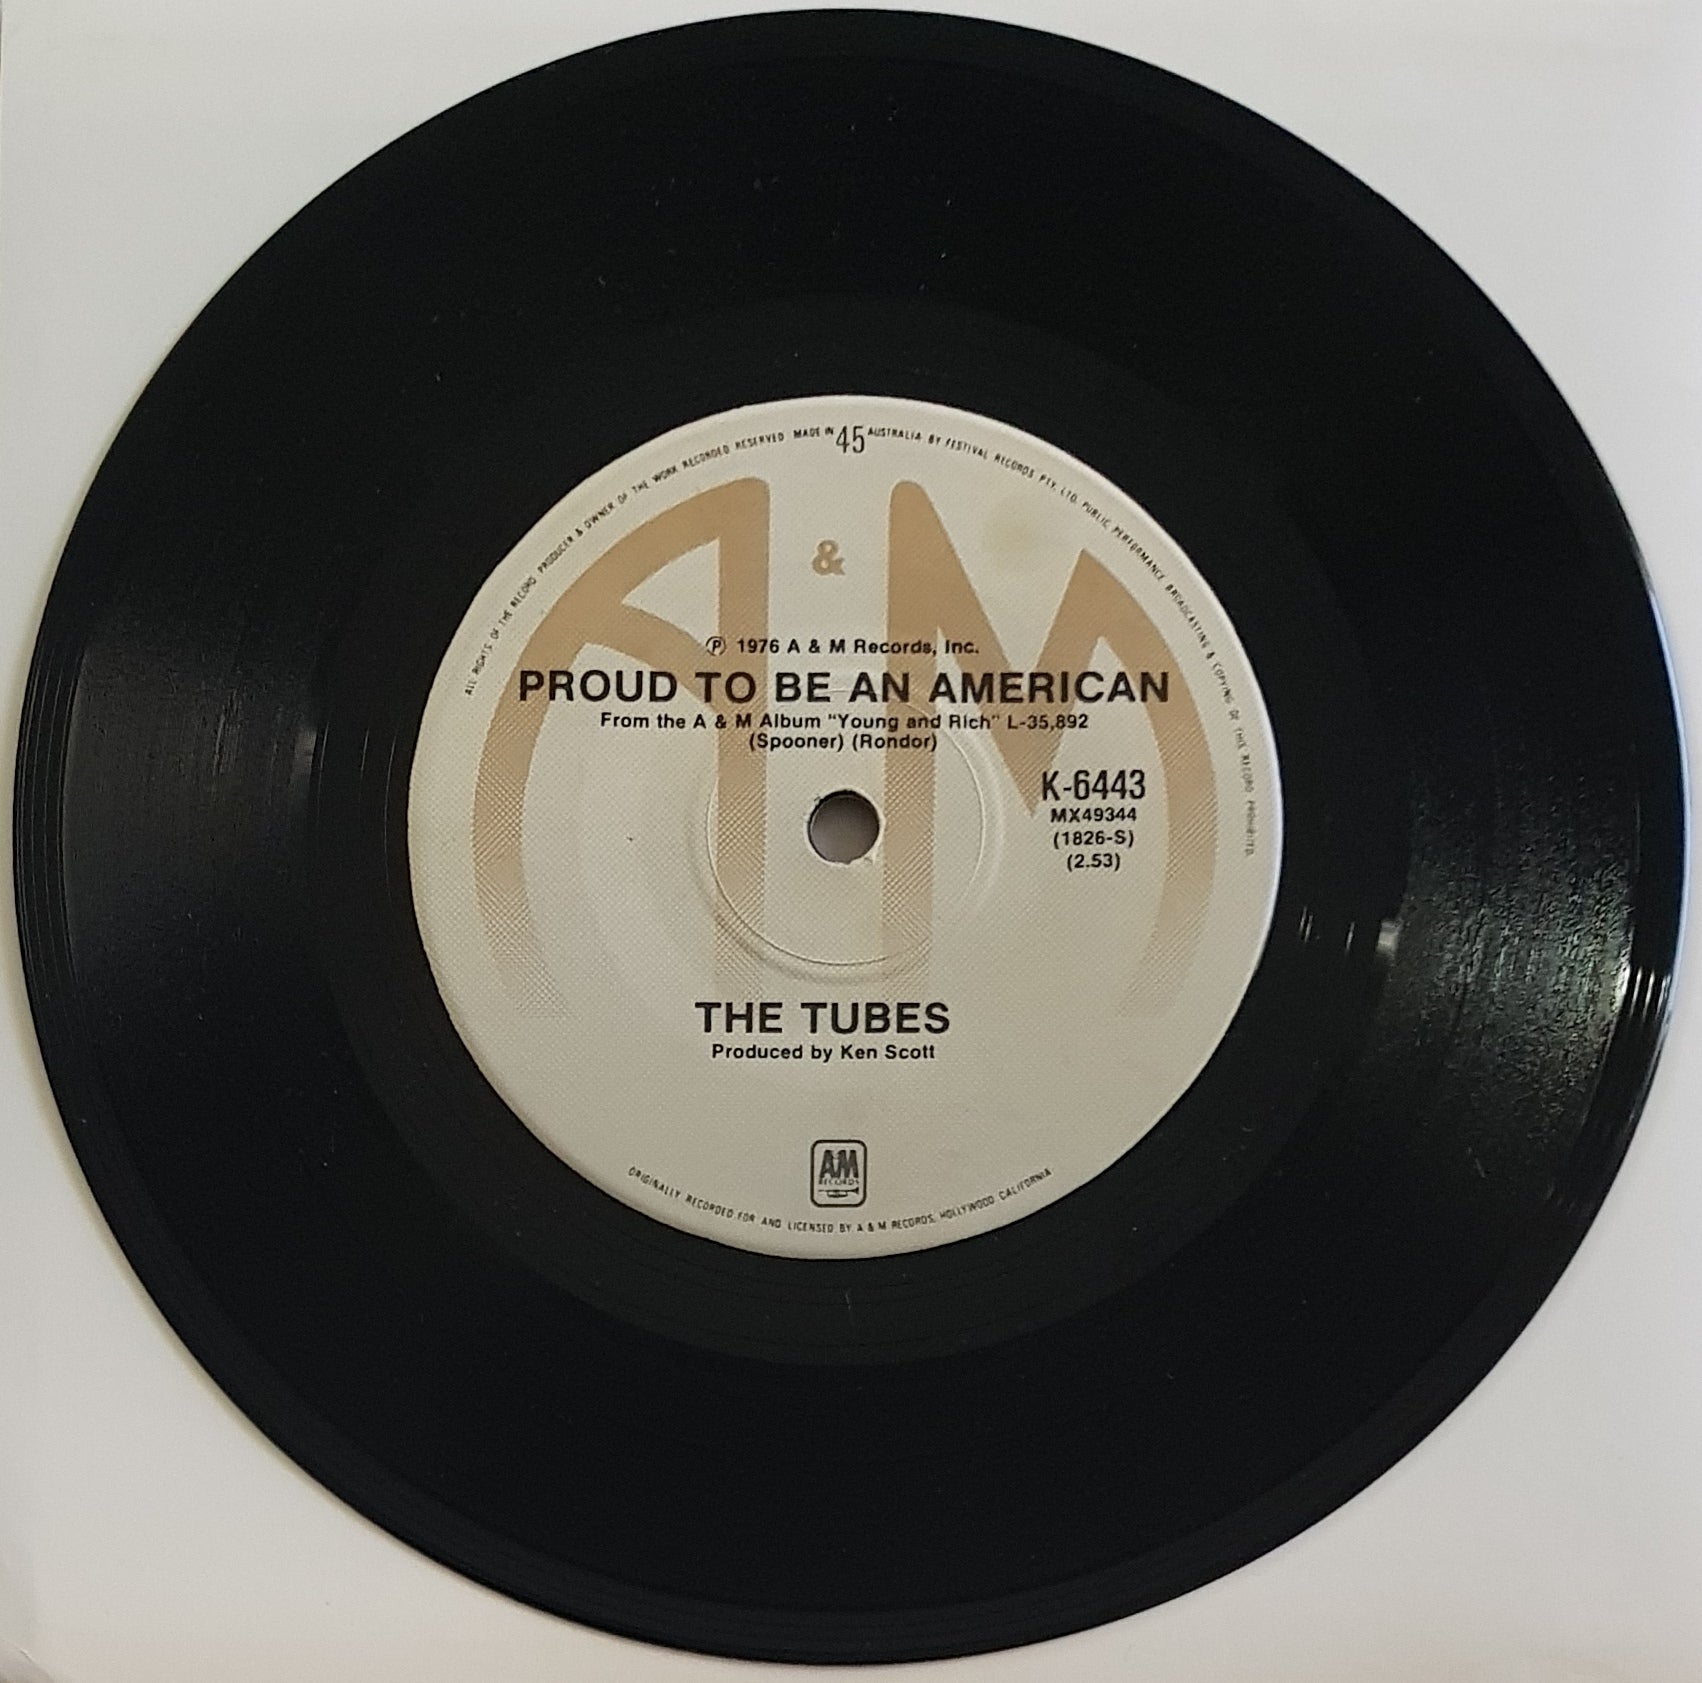 ALL RIGHTS OF THE RECORD PRODUCER & OWNER OF THE WORK RECORDED RESERVED MADE IN 45 AUSTRALIA BY FESTIVAL RECORDS PTY. LTD. PUBLIC PERFORMANCE BROADCASTING & COPYING OF THIS RECORD PROHIBITED.
A & M
℗ 1976 A & M Records, Inc.
PROUD TO BE AN AMERICAN
From the A & M Album "Young and Rich" L-35,892
(Spooner) (Rondor)
K-6443
MX49344
(1826-S)
(2.53)
THE TUBES
Produced by Ken Scott
A&M
RECORDS
ORIGINALLY RECORDED FOR AND LICENSED BY A & M RECORDS, HOLLYWOOD CALIFORNIA